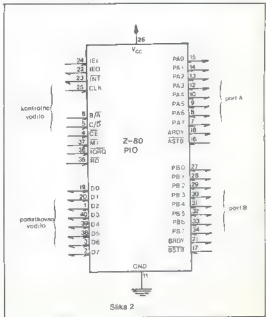 26
VCC
24 IEI
22 IEO
23 INT
25 CLK
kontrolno
vodilo
6 B/A
5 C/D
4 CE
37 M1
36 IORQ
35 RD
Z-80
PIO
19 D0
20 D1
1 D2
40 D3
39 D4
38 D5
3 D6
2 D7
podatkovno
vodilo
PA0 15
PA1 14
PA2 13
PA3 12
PA4 10
PA5 9
PA6 8
PA7 7
ARDY 18
ASTB 16
port A
PB0 27
PB1 28
PB2 29
PB3 30
PB4 31
PB5 32
PB6 33
PB7 34
BRDY 21
BSTB 17
port B
GND
11
Slika 2